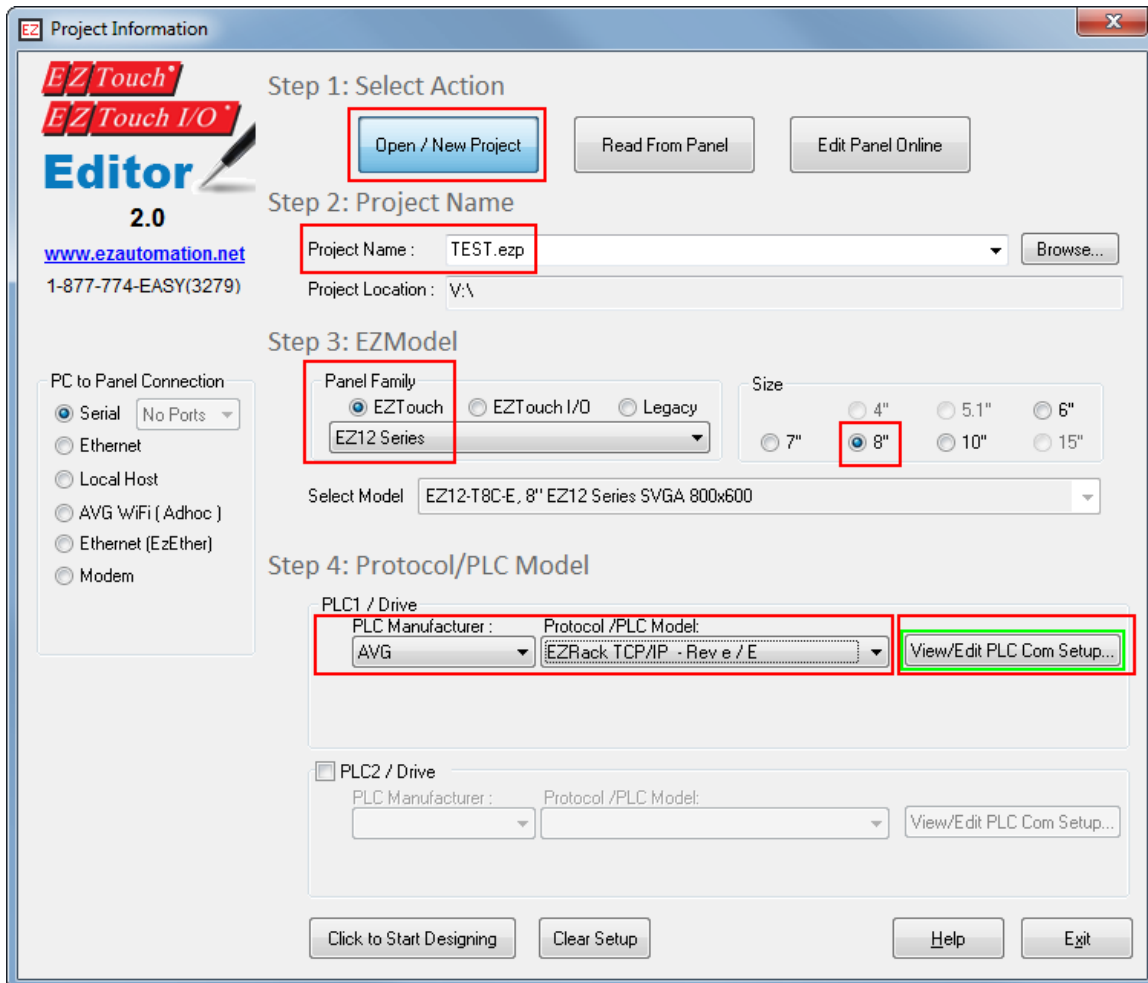 EZ Project Information
x
EZTouch
EZTouch I/O
Editor
2.0
www.ezautomation.net
1-877-774-EASY(3279)
PC to Panel Connection
Serial No Ports
Ethernet
Local Host
AVG WiFi ( Adhoc )
Ethernet (EzEther)
Modem
Step 1: Select Action
Open / New Project Read From Panel Edit Panel Online
Step 2: Project Name
Project Name : TEST.ezp Browse...
Project Location : V:\
Step 3: EZModel
Panel Family
EZTouch EZTouch I/O Legacy
EZ12 Series
Size
4" 5.1" 6"
7" 8" 10" 15"
Select Model EZ12-T8C-E, 8" EZ12 Series SVGA 800x600
Step 4: Protocol/PLC Model
PLC1 / Drive
PLC Manufacturer : Protocol /PLC Model:
AVG EZRack TCP/IP - Rev e / E View/Edit PLC Com Setup...
PLC2 / Drive
PLC Manufacturer : Protocol /PLC Model:
View/Edit PLC Com Setup...
Click to Start Designing Clear Setup Help Exit